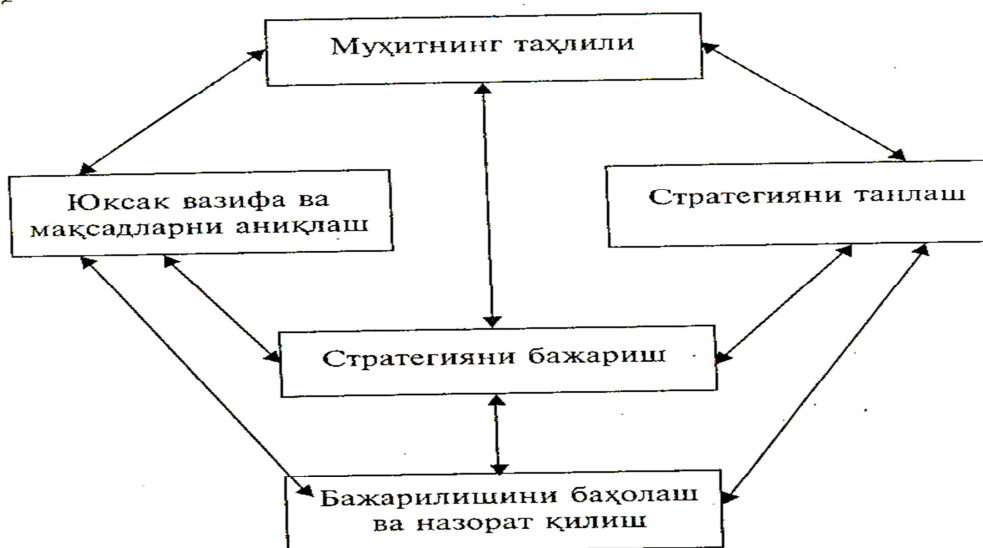 Муҳитнинг таҳлили
Юксак вазифа ва
мақсадларни аниқлаш
Стратегияни танлаш
Стратегияни бажариш
Бажарилишини баҳолаш
ва назорат қилиш